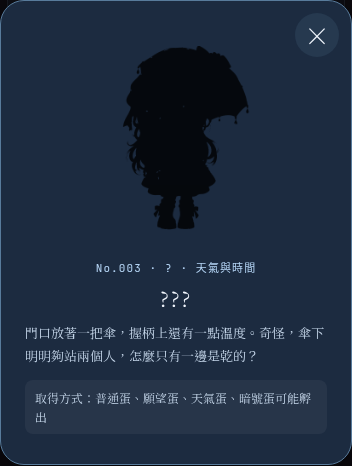 No.003 · ? · 天氣與時間
???
門口放著一把傘，握柄上還有一點溫度。奇怪，傘下
明明夠站兩個人，怎麼只有一邊是乾的？
取得方式：普通蛋、願望蛋、天氣蛋、暗號蛋可能孵
出